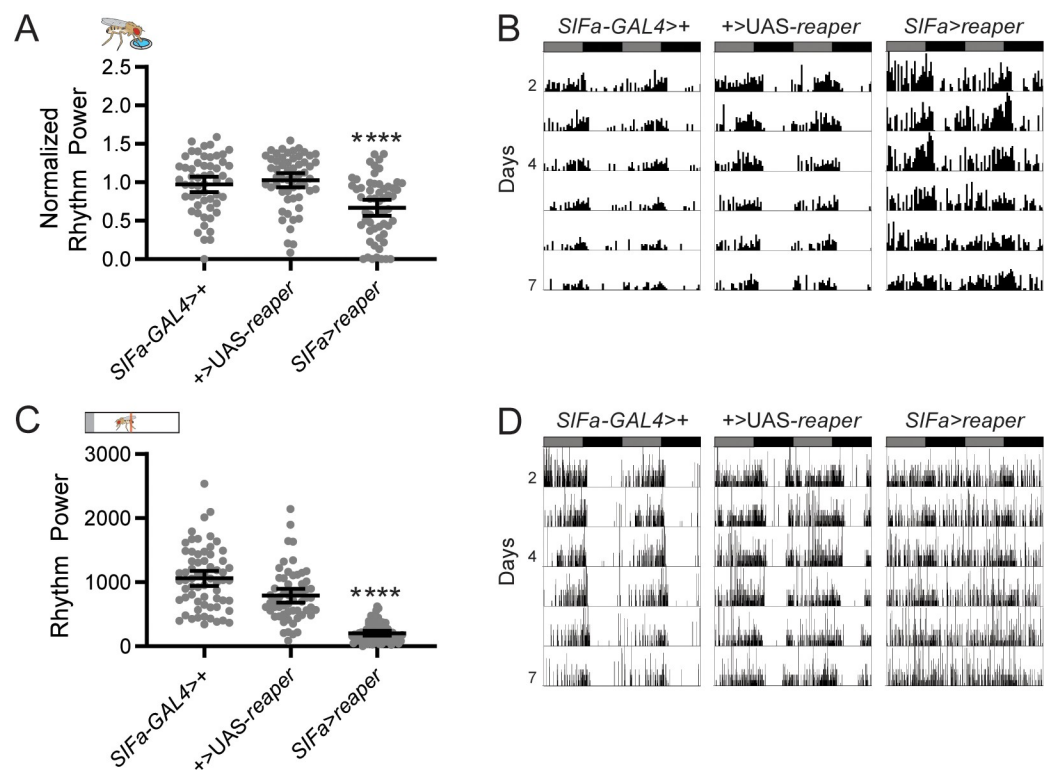 A
Normalized
Rhythm Power
2.5
2.0
1.5
1.0
0.5
0.0
****
SIFa-GAL4>+
+>UAS-reaper
SIFa>reaper
B
SIFa-GAL4>+ +>UAS-reaper SIFa>reaper
Days
2
4
7
C
Rhythm Power
3000
2000
1000
0
****
SIFa-GAL4>+
+>UAS-reaper
SIFa>reaper
D
SIFa-GAL4>+ +>UAS-reaper SIFa>reaper
Days
2
4
7